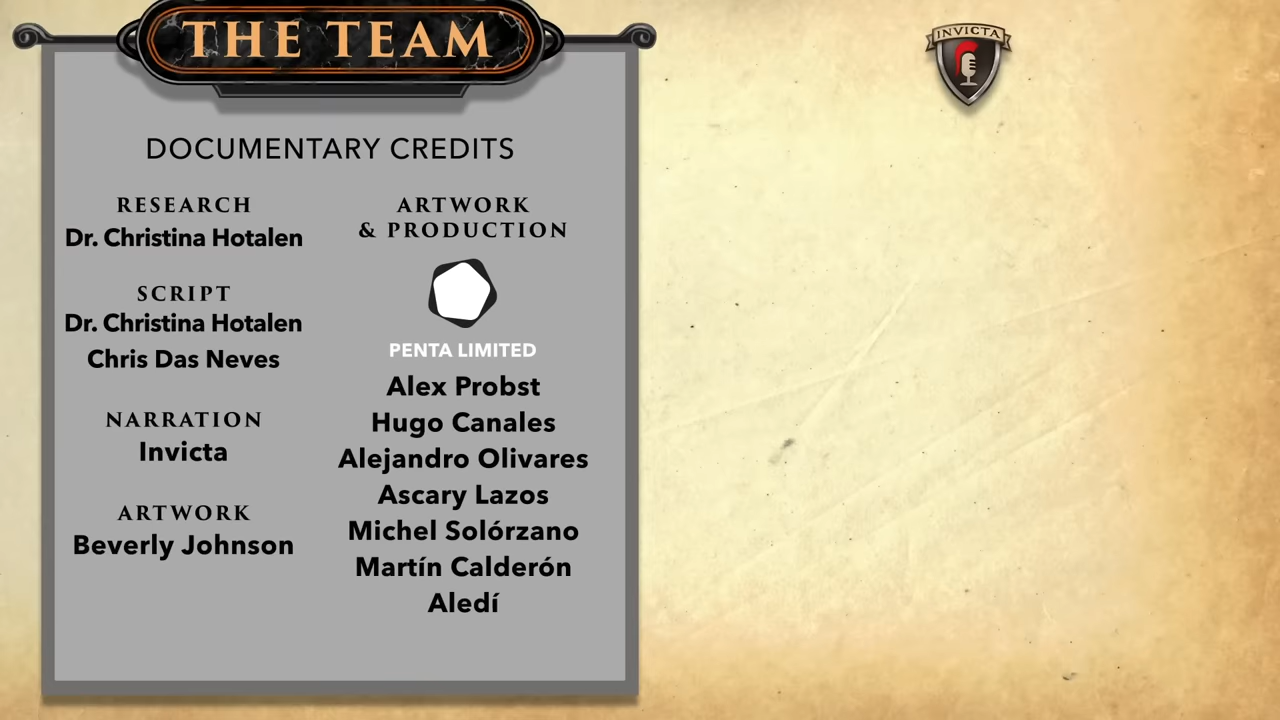 THE TEAM
INVICTA
DOCUMENTARY CREDITS
RESEARCH
Dr. Christina Hotalen
SCRIPT
Dr. Christina Hotalen
Chris Das Neves
NARRATION
Invicta
ARTWORK
Beverly Johnson
ARTWORK
& PRODUCTION
PENTA LIMITED
Alex Probst
Hugo Canales
Alejandro Olivares
Ascary Lazos
Michel Solórzano
Martín Calderón
Aledí